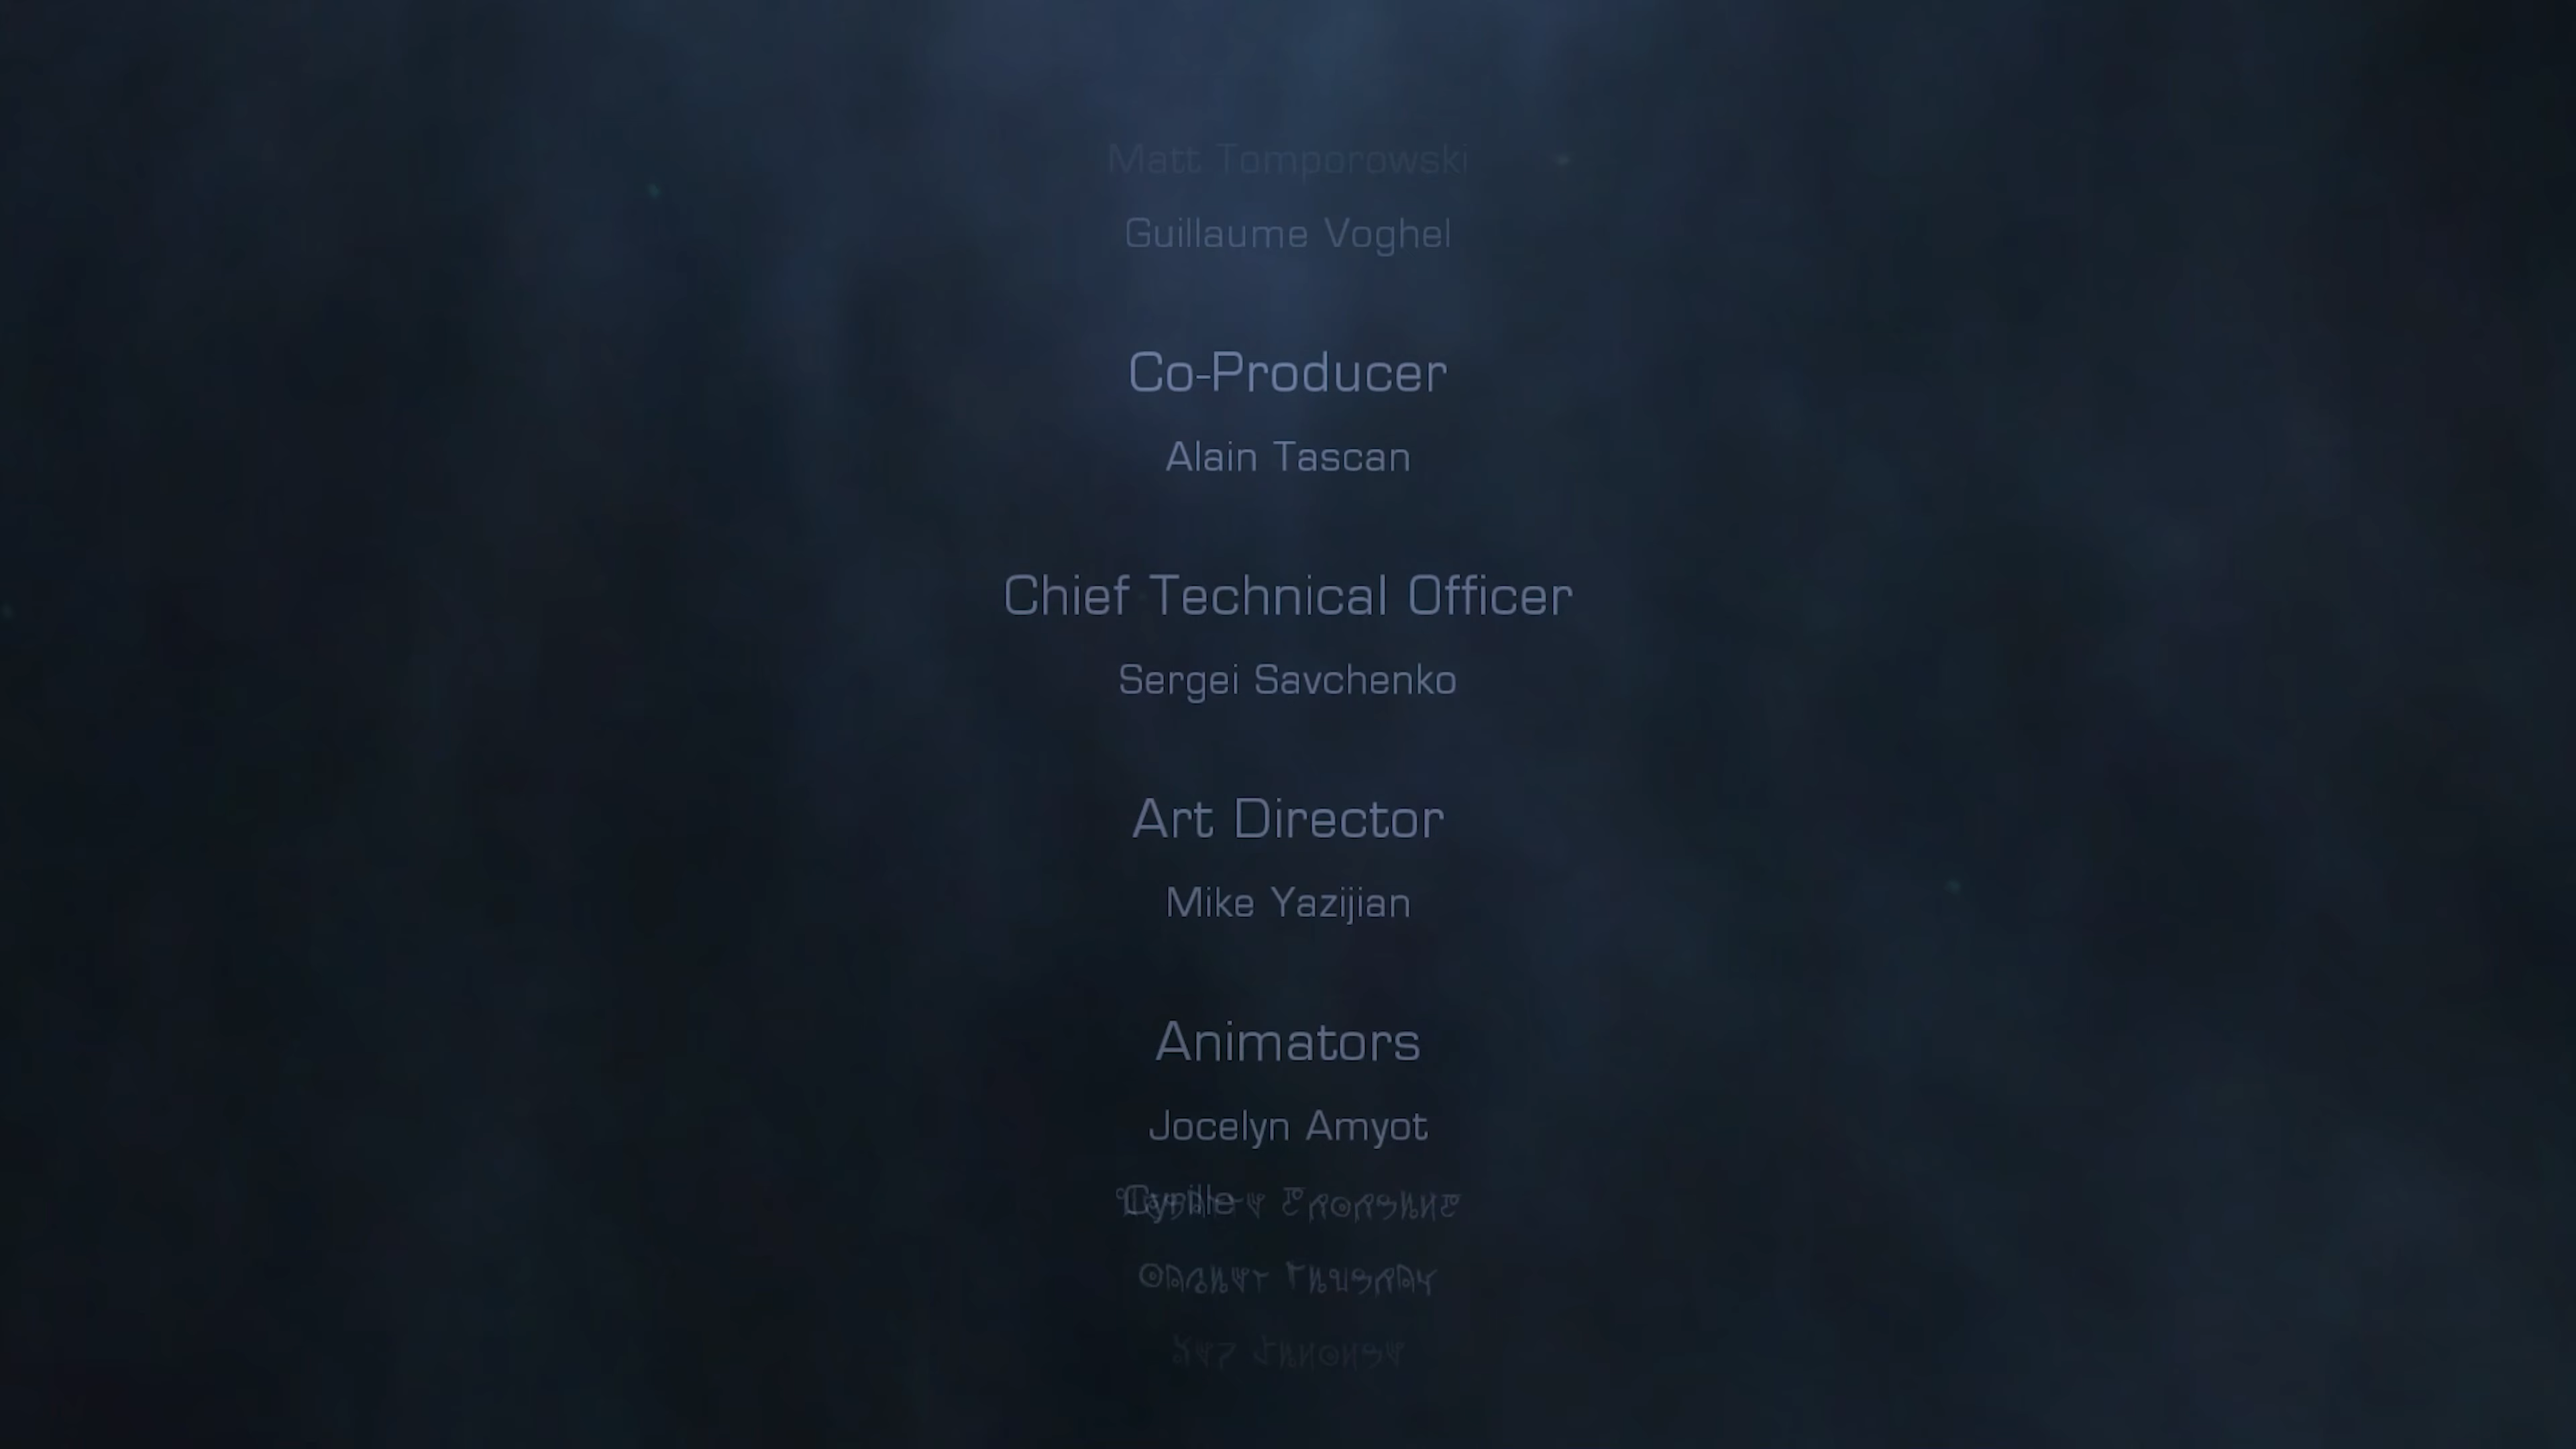 Matt Tomporowski
Guillaume Voghel
Co-Producer
Alain Tascan
Chief Technical Officer
Sergei Savchenko
Art Director
Mike Yazijian
Animators
Jocelyn Amyot
Cyrille